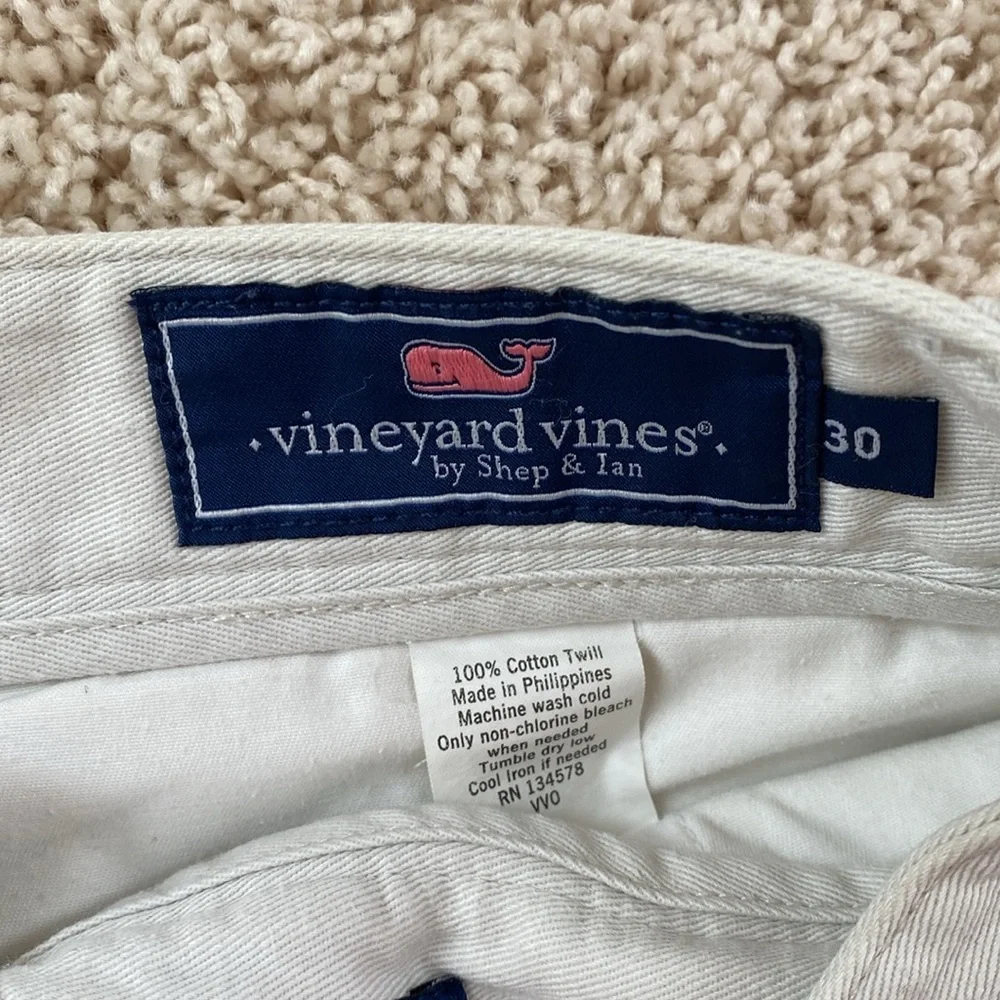 · vineyard vines® ·
by Shep & Ian
30
100% Cotton Twill
Made in Philippines
Machine wash cold
Only non-chlorine bleach
when needed
Tumble dry low
Cool Iron if needed
RN 134578
VVO